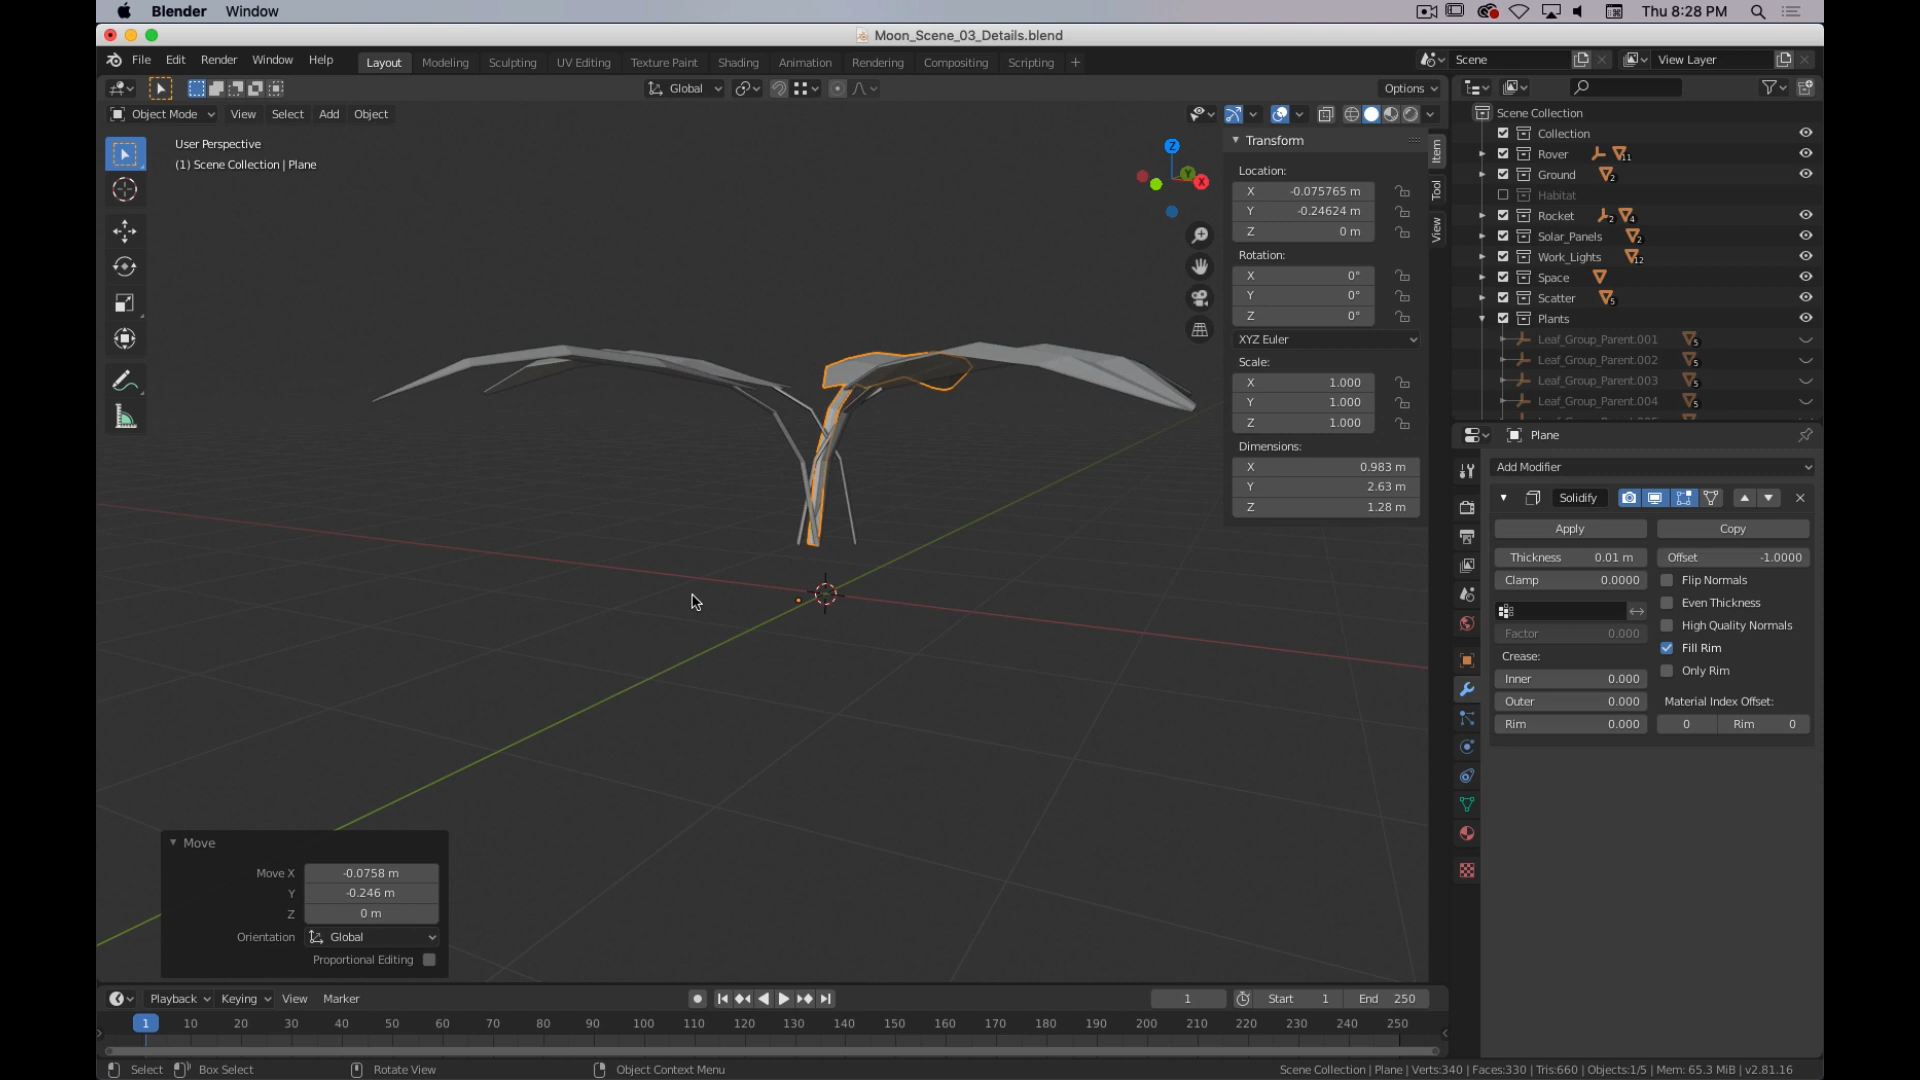 Blender Window Thu 8:28 PM
Moon_Scene_03_Details.blend
File Edit Render Window Help Layout Modeling Sculpting UV Editing Texture Paint Shading Animation Rendering Compositing Scripting + Scene View Layer
Global Options
Object Mode View Select Add Object
User Perspective
(1) Scene Collection | Plane
Z
Y
X
Transform
Location:
X -0.075765 m
Y -0.24624 m
Z 0 m
Rotation:
X 0°
Y 0°
Z 0°
XYZ Euler
Scale:
X 1.000
Y 1.000
Z 1.000
Dimensions:
X 0.983 m
Y 2.63 m
Z 1.28 m
Item
Tool
View
Scene Collection
Collection
Rover 11
Ground 2
Habitat
Rocket 2 4
Solar_Panels 2
Work_Lights 12
Space
Scatter 5
Plants
Leaf_Group_Parent.001 5
Leaf_Group_Parent.002 5
Leaf_Group_Parent.003 5
Leaf_Group_Parent.004 5
Plane
Add Modifier
Solidify
Apply Copy
Thickness 0.01 m Offset -1.0000
Clamp 0.0000 Flip Normals
Even Thickness
High Quality Normals
Factor 0.000
Fill Rim
Crease:
Only Rim
Inner 0.000
Outer 0.000 Material Index Offset:
Rim 0.000 0 Rim 0
Move
Move X -0.0758 m
Y -0.246 m
Z 0 m
Orientation Global
Proportional Editing
Playback Keying View Marker 1 Start 1 End 250
1 10 20 30 40 50 60 70 80 90 100 110 120 130 140 150 160 170 180 190 200 210 220 230 240 250
Select Box Select Rotate View Object Context Menu Scene Collection | Plane | Verts:340 | Faces:330 | Tris:660 | Objects:1/5 | Mem: 65.3 MiB | v2.81.16